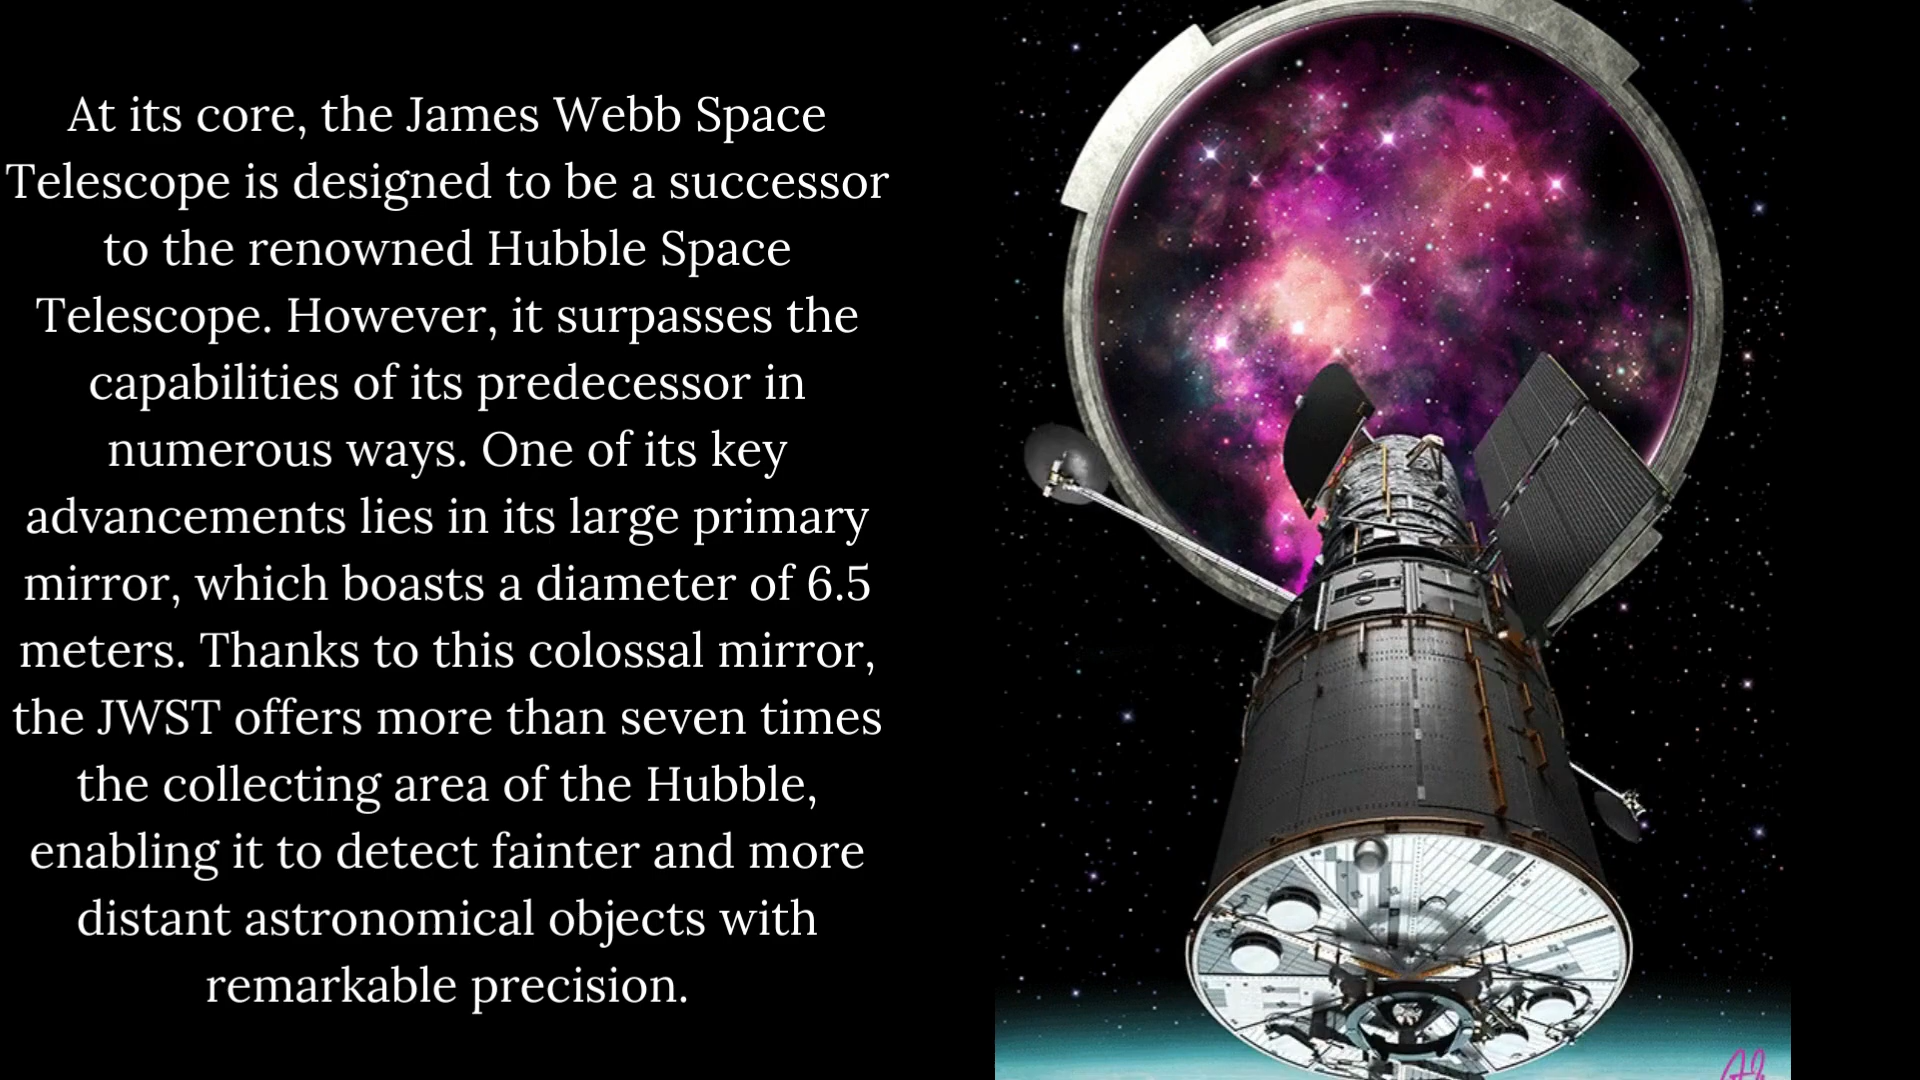 At its core, the James Webb Space
Telescope is designed to be a successor
to the renowned Hubble Space
Telescope. However, it surpasses the
capabilities of its predecessor in
numerous ways. One of its key
advancements lies in its large primary
mirror, which boasts a diameter of 6.5
meters. Thanks to this colossal mirror,
the JWST offers more than seven times
the collecting area of the Hubble,
enabling it to detect fainter and more
distant astronomical objects with
remarkable precision.